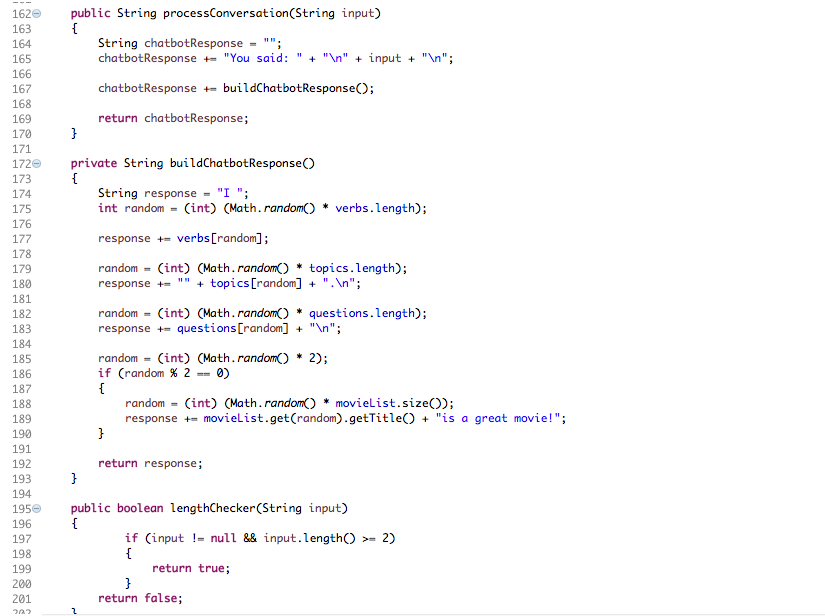 162 public String processConversation(String input)
163 {
164 String chatbotResponse = "";
165 chatbotResponse += "You said: " + "\n" + input + "\n";
166
167 chatbotResponse += buildChatbotResponse();
168
169 return chatbotResponse;
170 }
171
172 private String buildChatbotResponse()
173 {
174 String response = "I ";
175 int random = (int) (Math.random() * verbs.length);
176
177 response += verbs[random];
178
179 random = (int) (Math.random() * topics.length);
180 response += "" + topics[random] + ".\n";
181
182 random = (int) (Math.random() * questions.length);
183 response += questions[random] + "\n";
184
185 random = (int) (Math.random() * 2);
186 if (random % 2 == 0)
187 {
188 random = (int) (Math.random() * movieList.size());
189 response += movieList.get(random).getTitle() + "is a great movie!";
190 }
191
192 return response;
193 }
194
195 public boolean lengthChecker(String input)
196 {
197 if (input != null && input.length() >= 2)
198 {
199 return true;
200 }
201 return false;
202 }